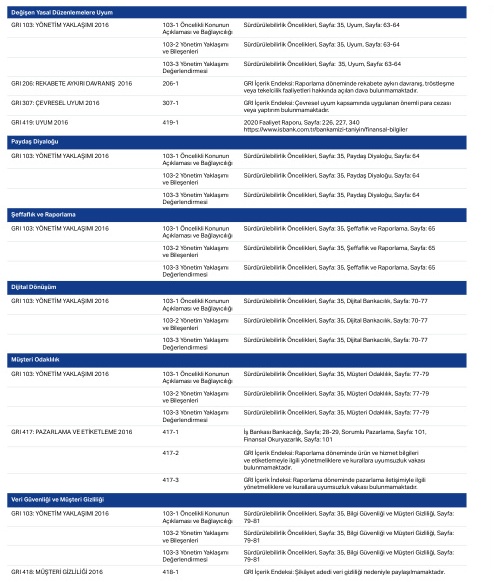 Değişen Yasal Düzenlemelere Uyum
GRI 103: YÖNETİM YAKLAŞIMI 2016 103-1 Öncelikli Konunun Sürdürülebilirlik Öncelikleri, Sayfa: 35, Uyum, Sayfa: 63-64
Açıklaması ve Bağlayıcılığı
103-2 Yönetim Yaklaşımı Sürdürülebilirlik Öncelikleri, Sayfa: 35, Uyum, Sayfa: 63-64
ve Bileşenleri
103-3 Yönetim Yaklaşımı Sürdürülebilirlik Öncelikleri, Sayfa: 35, Uyum, Sayfa: 63-64
Değerlendirmesi
GRI 206: REKABETE AYKIRI DAVRANIŞ 2016 206-1 GRI İçerik Endeksi: Raporlama döneminde rekabete aykırı davranış, tröstleşme
veya tekelcilik faaliyetleri hakkında açılan dava bulunmamaktadır.
GRI 307: ÇEVRESEL UYUM 2016 307-1 GRI İçerik Endeksi: Çevresel uyum kapsamında uygulanan önemli para cezası
veya yaptırım bulunmamaktadır.
GRI 419: UYUM 2016 419-1 2020 Faaliyet Raporu, Sayfa: 226, 227, 340
https://www.isbank.com.tr/bankamizi-taniyin/finansal-bilgiler
Paydaş Diyaloğu
GRI 103: YÖNETİM YAKLAŞIMI 2016 103-1 Öncelikli Konunun Sürdürülebilirlik Öncelikleri, Sayfa: 35, Paydaş Diyaloğu, Sayfa: 64
Açıklaması ve Bağlayıcılığı
103-2 Yönetim Yaklaşımı Sürdürülebilirlik Öncelikleri, Sayfa: 35, Paydaş Diyaloğu, Sayfa: 64
ve Bileşenleri
103-3 Yönetim Yaklaşımı Sürdürülebilirlik Öncelikleri, Sayfa: 35, Paydaş Diyaloğu, Sayfa: 64
Değerlendirmesi
Şeffaflık ve Raporlama
GRI 103: YÖNETİM YAKLAŞIMI 2016 103-1 Öncelikli Konunun Sürdürülebilirlik Öncelikleri, Sayfa: 35, Şeffaflık ve Raporlama, Sayfa: 65
Açıklaması ve Bağlayıcılığı
103-2 Yönetim Yaklaşımı Sürdürülebilirlik Öncelikleri, Sayfa: 35, Şeffaflık ve Raporlama, Sayfa: 65
ve Bileşenleri
103-3 Yönetim Yaklaşımı Sürdürülebilirlik Öncelikleri, Sayfa: 35, Şeffaflık ve Raporlama, Sayfa: 65
Değerlendirmesi
Dijital Dönüşüm
GRI 103: YÖNETİM YAKLAŞIMI 2016 103-1 Öncelikli Konunun Sürdürülebilirlik Öncelikleri, Sayfa: 35, Dijital Bankacılık, Sayfa: 70-77
Açıklaması ve Bağlayıcılığı
103-2 Yönetim Yaklaşımı Sürdürülebilirlik Öncelikleri, Sayfa: 35, Dijital Bankacılık, Sayfa: 70-77
ve Bileşenleri
103-3 Yönetim Yaklaşımı Sürdürülebilirlik Öncelikleri, Sayfa: 35, Dijital Bankacılık, Sayfa: 70-77
Değerlendirmesi
Müşteri Odaklılık
GRI 103: YÖNETİM YAKLAŞIMI 2016 103-1 Öncelikli Konunun Sürdürülebilirlik Öncelikleri, Sayfa: 35, Müşteri Odaklılık, Sayfa: 77-79
Açıklaması ve Bağlayıcılığı
103-2 Yönetim Yaklaşımı Sürdürülebilirlik Öncelikleri, Sayfa: 35, Müşteri Odaklılık, Sayfa: 77-79
ve Bileşenleri
103-3 Yönetim Yaklaşımı Sürdürülebilirlik Öncelikleri, Sayfa: 35, Müşteri Odaklılık, Sayfa: 77-79
Değerlendirmesi
GRI 417: PAZARLAMA VE ETİKETLEME 2016 417-1 İş Bankası Bankacılığı, Sayfa: 28-29, Sorumlu Pazarlama, Sayfa: 101,
Finansal Okuryazarlık, Sayfa: 101
417-2 GRI İçerik Endeksi: Raporlama döneminde ürün ve hizmet bilgileri
ve etiketlemeyle ilgili yönetmeliklere ve kurallara uyumsuzluk vakası
bulunmamaktadır.
417-3 GRI İçerik İndeksi: Raporlama döneminde pazarlama iletişimiyle ilgili
yönetmeliklere ve kurallara uyumsuzluk vakası bulunmamaktadır.
Veri Güvenliği ve Müşteri Gizliliği
GRI 103: YÖNETİM YAKLAŞIMI 2016 103-1 Öncelikli Konunun Sürdürülebilirlik Öncelikleri, Sayfa: 35, Bilgi Güvenliği ve Müşteri Gizliliği, Sayfa:
Açıklaması ve Bağlayıcılığı 79-81
103-2 Yönetim Yaklaşımı Sürdürülebilirlik Öncelikleri, Sayfa: 35, Bilgi Güvenliği ve Müşteri Gizliliği, Sayfa:
ve Bileşenleri 79-81
103-3 Yönetim Yaklaşımı Sürdürülebilirlik Öncelikleri, Sayfa: 35, Bilgi Güvenliği ve Müşteri Gizliliği, Sayfa:
Değerlendirmesi 79-81
GRI 418: MÜŞTERİ GİZLİLİĞİ 2016 418-1 GRI İçerik Endeksi: Şikâyet adedi veri gizliliği nedeniyle paylaşılmamaktadır.